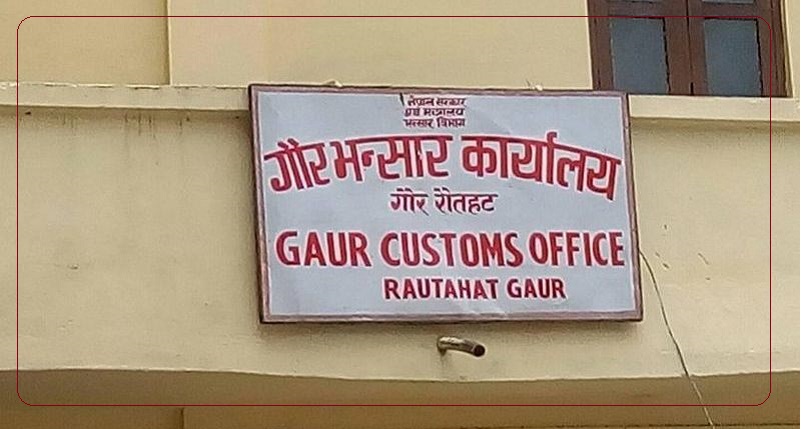 नेपाल सरकार
अर्थ मन्त्रालय
भन्सार विभाग
गौर भन्सार कार्यालय
गौर रौतहट
GAUR CUSTOMS OFFICE
RAUTAHAT GAUR